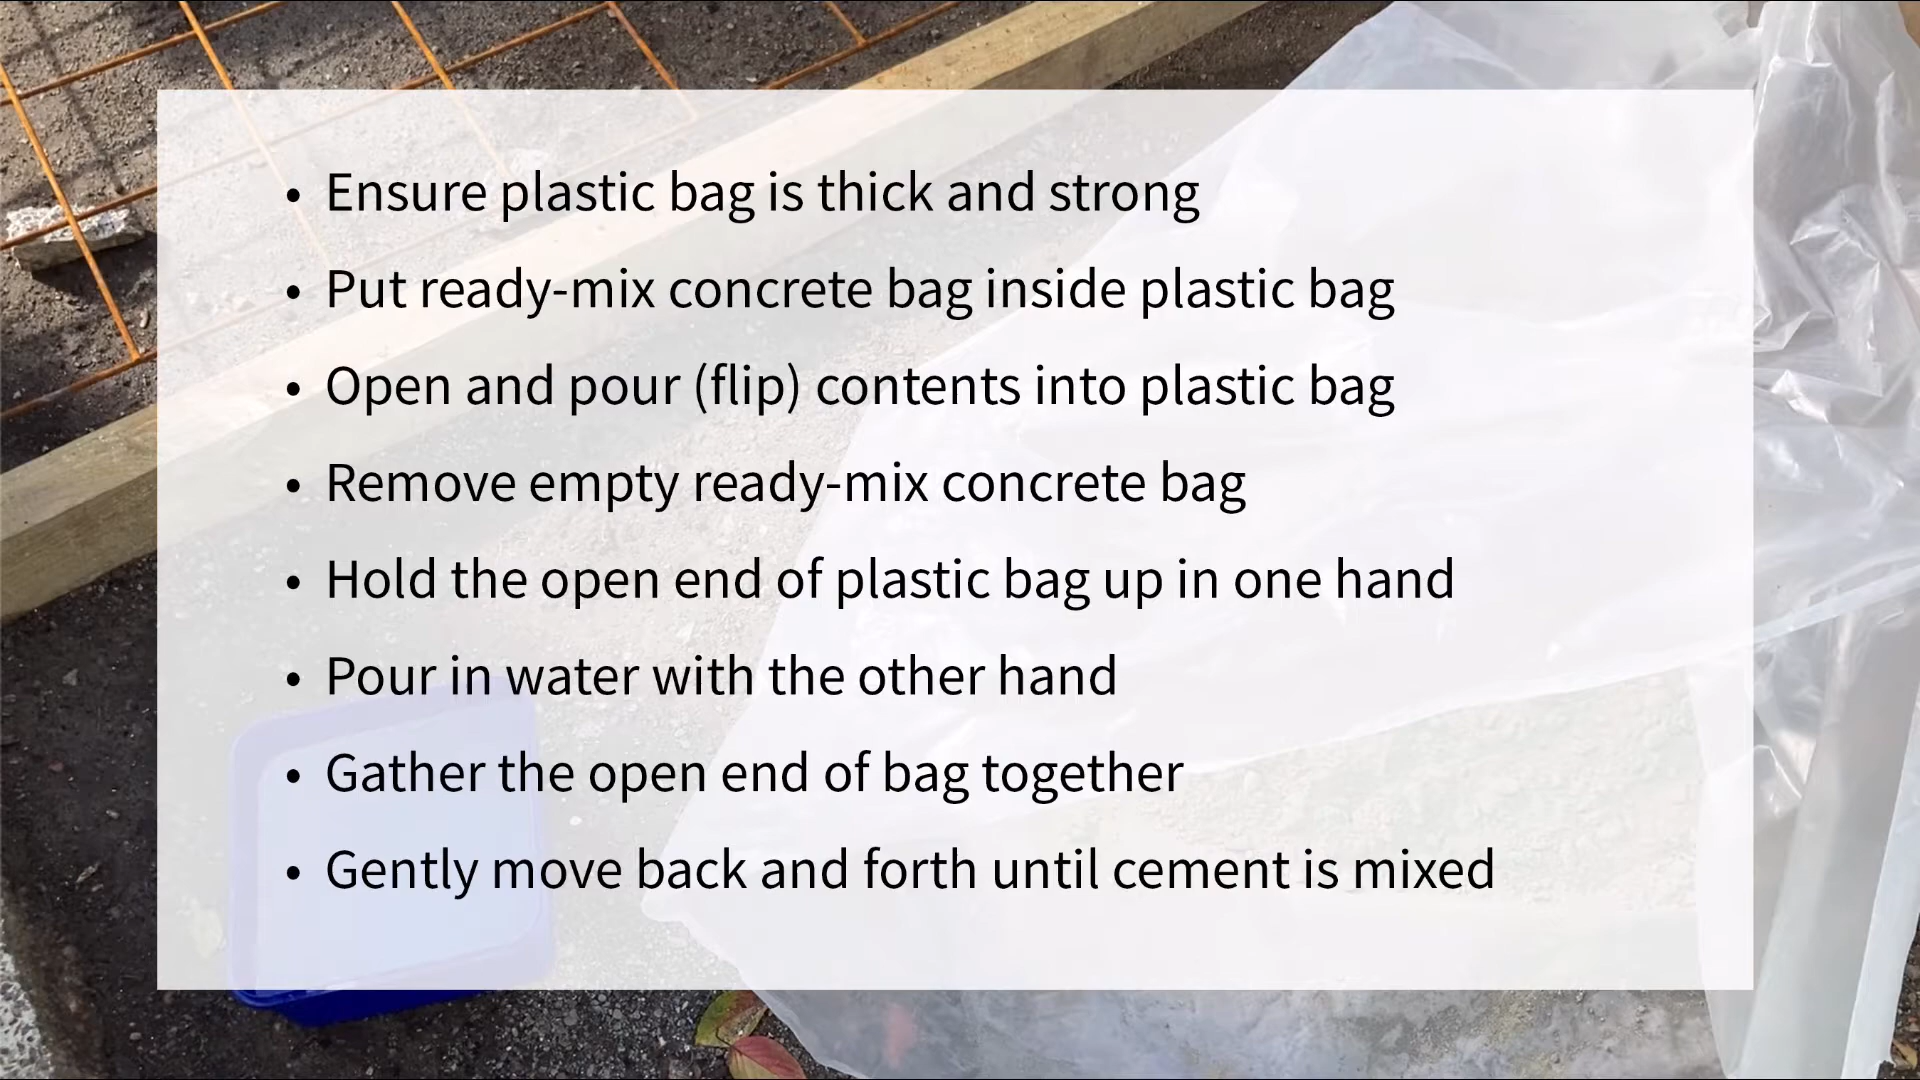 • Ensure plastic bag is thick and strong
• Put ready-mix concrete bag inside plastic bag
• Open and pour (flip) contents into plastic bag
• Remove empty ready-mix concrete bag
• Hold the open end of plastic bag up in one hand
• Pour in water with the other hand
• Gather the open end of bag together
• Gently move back and forth until cement is mixed